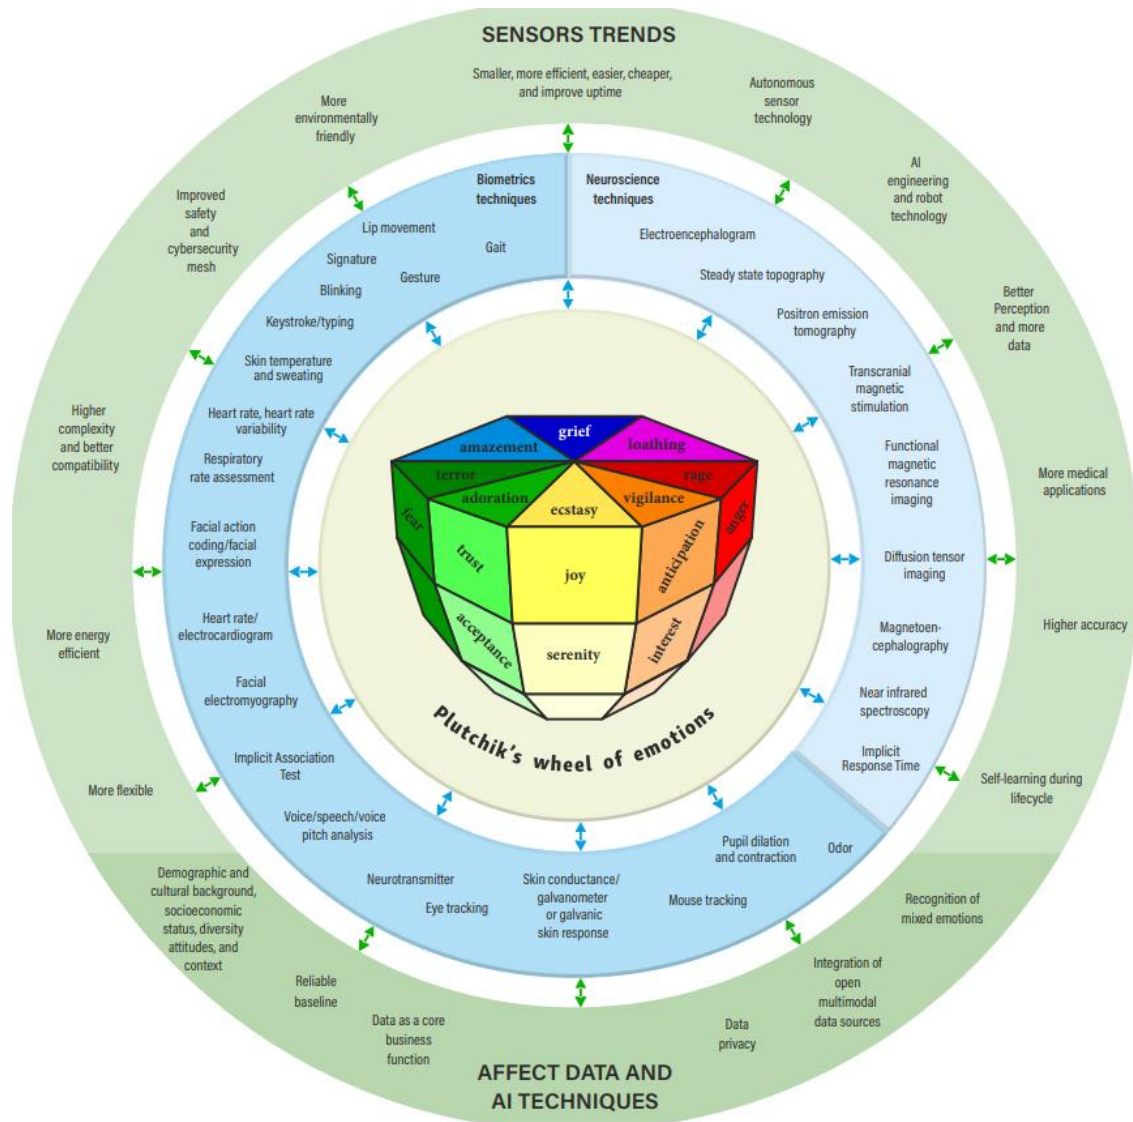 SENSORS TRENDS
Smaller, more efficient, easier, cheaper,
and improve uptime
Autonomous
sensor
technology
AI
engineering
and robot
technology
Better
Perception
and more
data
More medical
applications
Higher accuracy
Self-learning during
lifecycle
More
environmentally
friendly
Improved
safety
and
cybersecurity
mesh
Higher
complexity
and better
compatibility
More energy
efficient
More flexible
Biometrics
techniques
Lip movement
Gait
Signature
Gesture
Blinking
Keystroke/typing
Skin temperature
and sweating
Heart rate, heart rate
variability
Respiratory
rate assessment
Facial action
coding/facial
expression
Heart rate/
electrocardiogram
Facial
electromyography
Implicit Association
Test
Voice/speech/voice
pitch analysis
Neurotransmitter
Eye tracking
Skin conductance/
galvanometer
or galvanic
skin response
Mouse tracking
Pupil dilation
and contraction
Odor
Neuroscience
techniques
Electroencephalogram
Steady state topography
Positron emission
tomography
Transcranial
magnetic
stimulation
Functional
magnetic
resonance
imaging
Diffusion tensor
imaging
Magnetoen-
cephalography
Near infrared
spectroscopy
Implicit
Response Time
grief
amazement
loathing
terror
rage
adoration
vigilance
ecstasy
fear
anger
trust
joy
anticipation
acceptance
serenity
interest
Plutchik's wheel of emotions
Demographic and
cultural background,
socioeconomic
status, diversity
attitudes, and
context
Reliable
baseline
Data as a core
business
function
Data
privacy
Integration of
open
multimodal
data sources
Recognition of
mixed emotions
AFFECT DATA AND
AI TECHNIQUES